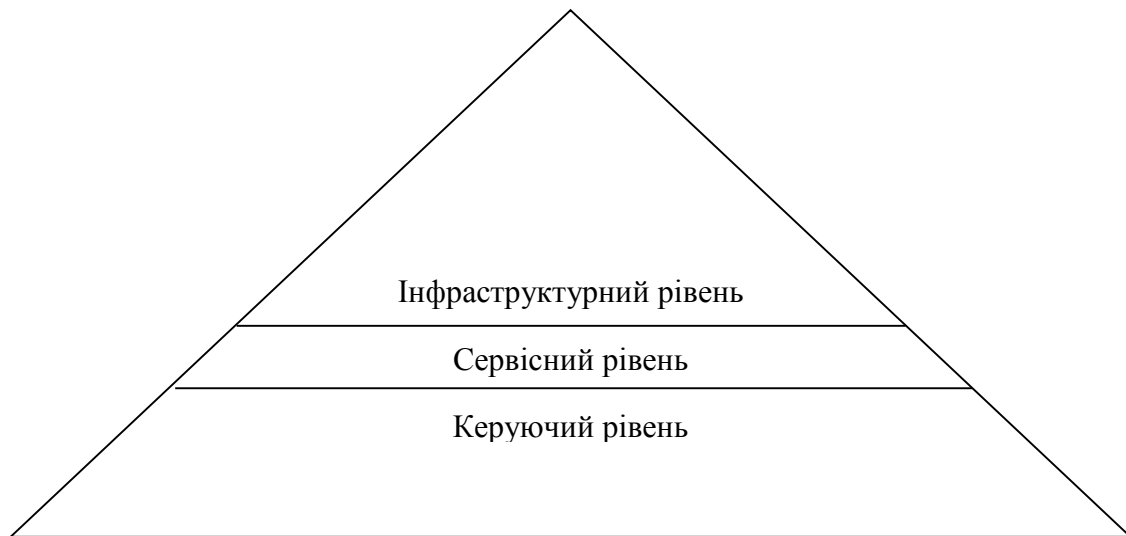 Інфраструктурний рівень
Сервісний рівень
Керуючий рівень